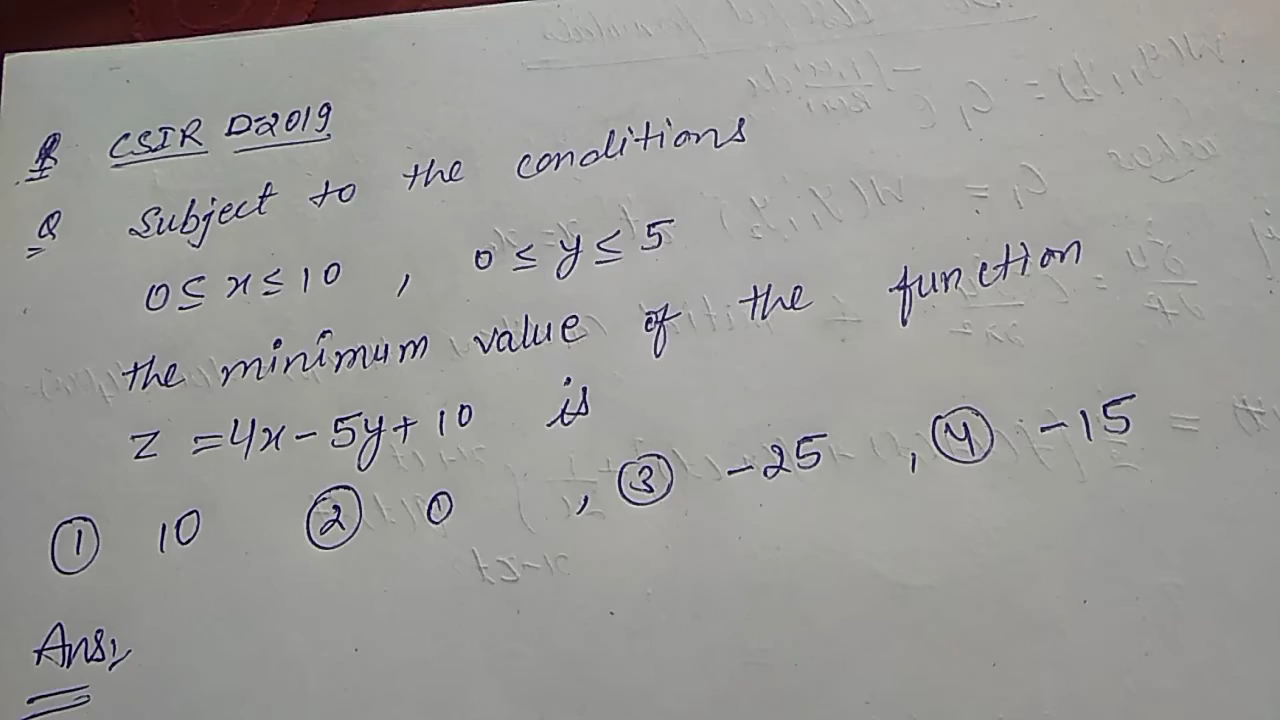 CSIR D-2019
Q Subject to the conditions
0 ≤ x ≤ 10 , 0 ≤ y ≤ 5
the minimum value of the function
z = 4x - 5y + 10 is
① 10 ② 0 , ③ -25 , ④ -15
Ans,